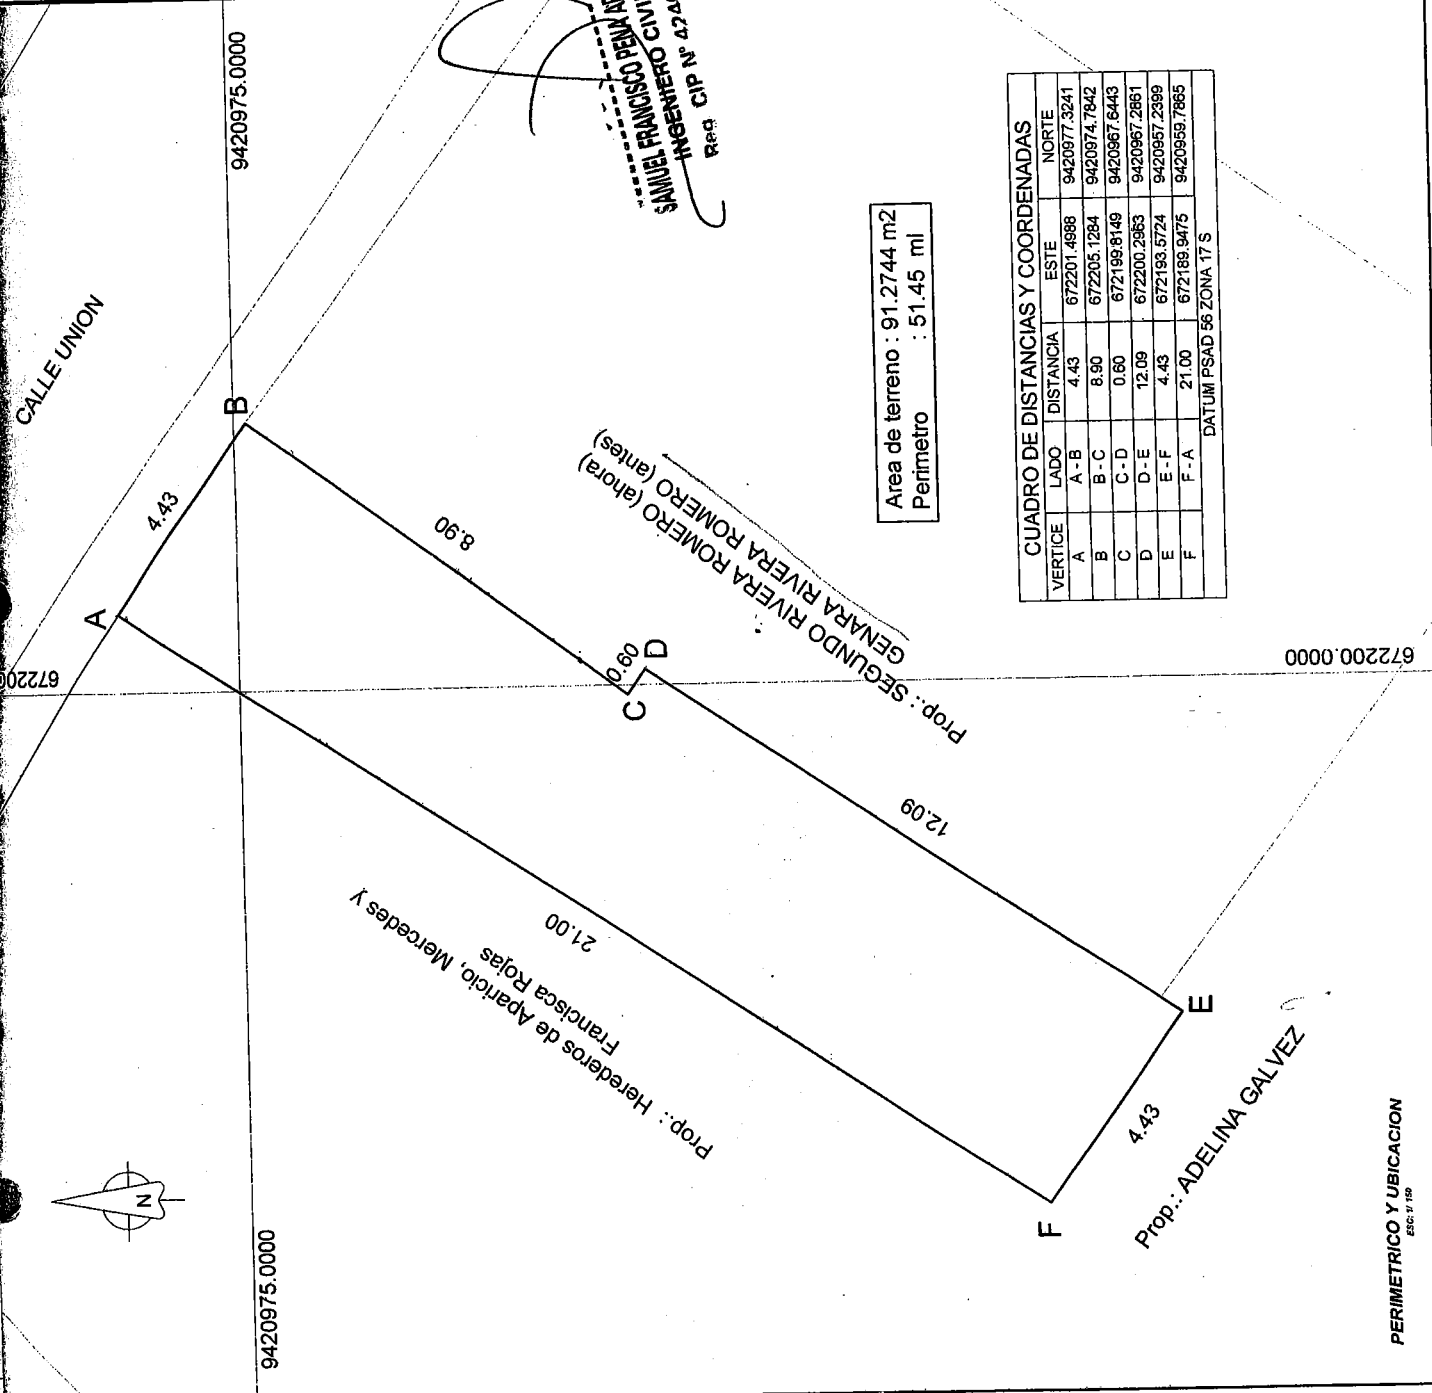 CALLE UNION
9420975.0000
SAMUEL FRANCISCO PEÑA
INGENIERO CIVIL
Reg CIP N° 424
A
4.43
B
8.90
0.60
C
D
672200.0000
21.00
12.09
Prop.: Herederos de Aparicio, Mercedes y
Francisca Rojas
Prop.: SEGUNDO RIVERA ROMERO (ahora)
GENARA RIVERA ROMERO (antes)
N
9420975.0000
F
4.43
E
Prop.: ADELINA GALVEZ
Area de terreno : 91.2744 m2
Perimetro : 51.45 ml
CUADRO DE DISTANCIAS Y COORDENADAS
VERTICE LADO DISTANCIA ESTE NORTE
A A - B 4.43 672201.4988 9420977.3241
B B - C 8.90 672205.1284 9420974.7842
C C - D 0.60 672199.8149 9420967.6443
D D - E 12.09 672200.2963 9420967.2861
E E - F 4.43 672193.5724 9420957.2399
F F - A 21.00 672189.9475 9420959.7865
DATUM PSAD 56 ZONA 17 S
PERIMETRICO Y UBICACION
ESC: 1/ 150